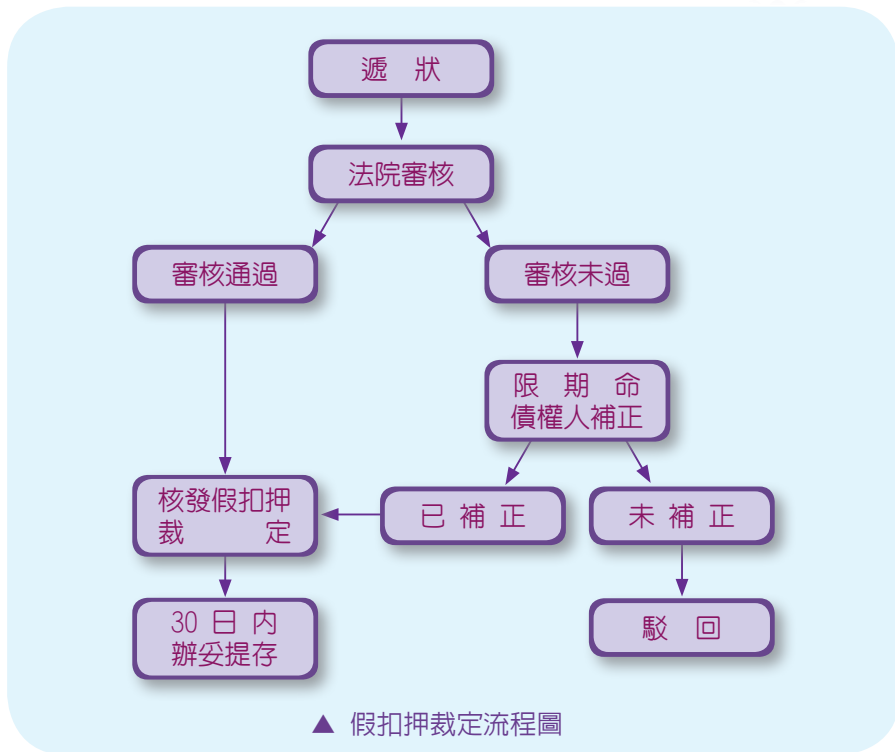 遞 狀
法院審核
審核通過
審核未過
限 期 命
債權人補正
核發假扣押
裁 定
已 補 正
未 補 正
30 日 內
辦妥提存
駁 回
▲ 假扣押裁定流程圖